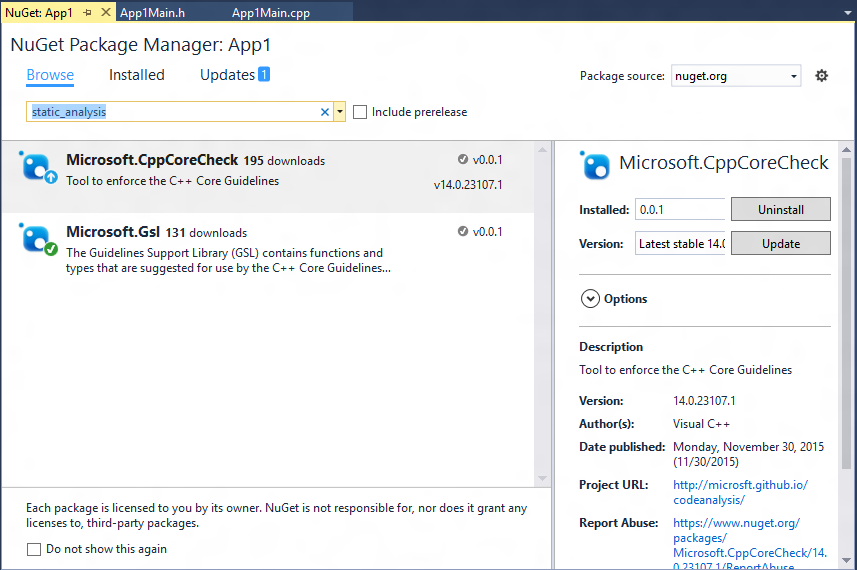 NuGet: App1
App1Main.h
App1Main.cpp
NuGet Package Manager: App1
Browse
Installed
Updates 1
Package source: nuget.org
static_analysis
Include prerelease
Microsoft.CppCoreCheck 195 downloads
v0.0.1
Tool to enforce the C++ Core Guidelines
v14.0.23107.1
Microsoft.Gsl 131 downloads
v0.0.1
The Guidelines Support Library (GSL) contains functions and
types that are suggested for use by the C++ Core Guidelines...
Each package is licensed to you by its owner. NuGet is not responsible for, nor does it grant any
licenses to, third-party packages.
Do not show this again
Microsoft.CppCoreCheck
Installed: 0.0.1 Uninstall
Version: Latest stable 14.0 Update
Options
Description
Tool to enforce the C++ Core Guidelines
Version: 14.0.23107.1
Author(s): Visual C++
Date published: Monday, November 30, 2015
(11/30/2015)
Project URL: http://microsft.github.io/
codeanalysis/
Report Abuse: https://www.nuget.org/
packages/
Microsoft.CppCoreCheck/14.
0.23107.1/ReportAbuse